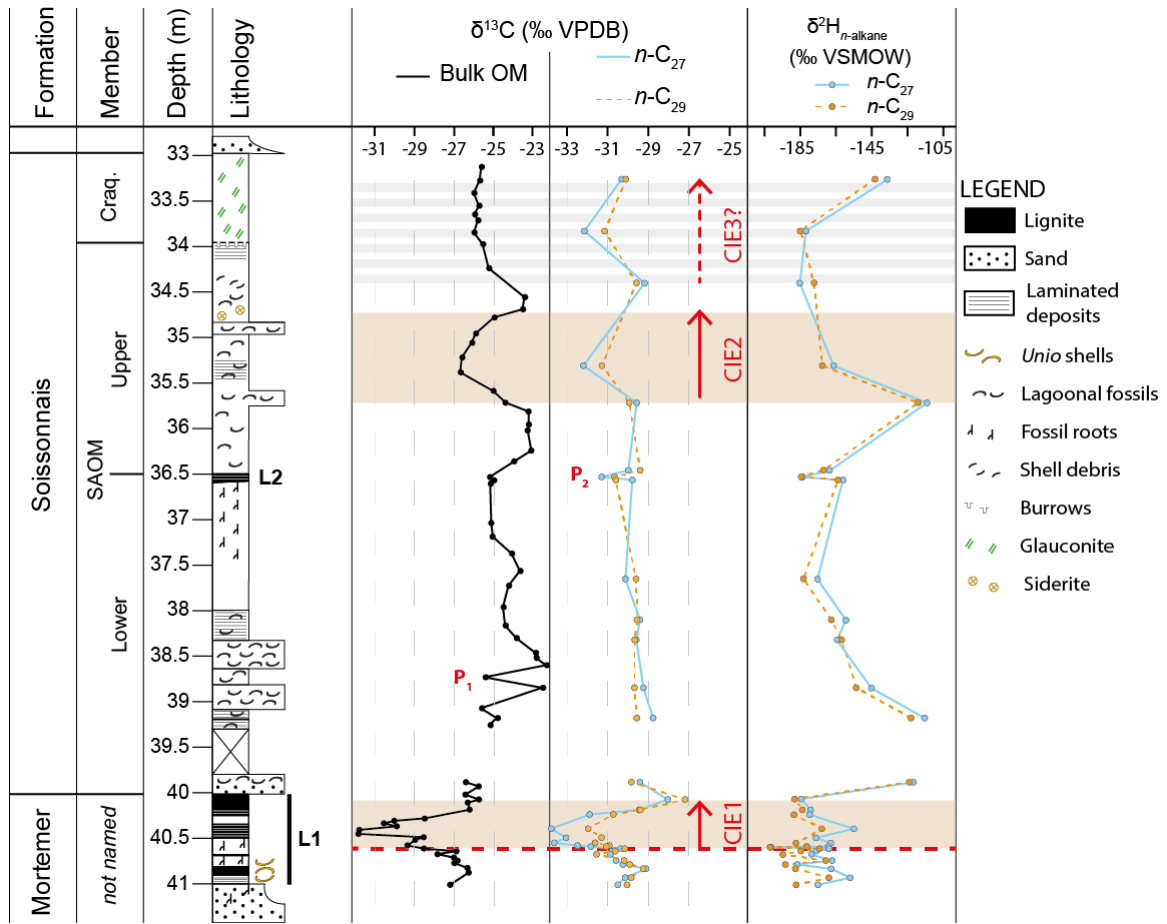 Formation
Member
Depth (m)
Lithology
δ¹³C (‰ VPDB)
Bulk OM
n-C₂₇
n-C₂₉
δ²H n-alkane
(‰ VSMOW)
n-C₂₇
n-C₂₉
-31 -29 -27 -25 -23
-33 -31 -29 -27 -25
-185 -145 -105
33
33.5
34
34.5
35
35.5
36
36.5
37
37.5
38
38.5
39
39.5
40
40.5
41
Soissonnais
Mortemer
Craq.
Upper
SAOM
Lower
not named
L2
L1
P₁
P₂
CIE3?
CIE2
CIE1
LEGEND
Lignite
Sand
Laminated
deposits
Unio shells
Lagoonal fossils
Fossil roots
Shell debris
Burrows
Glauconite
Siderite